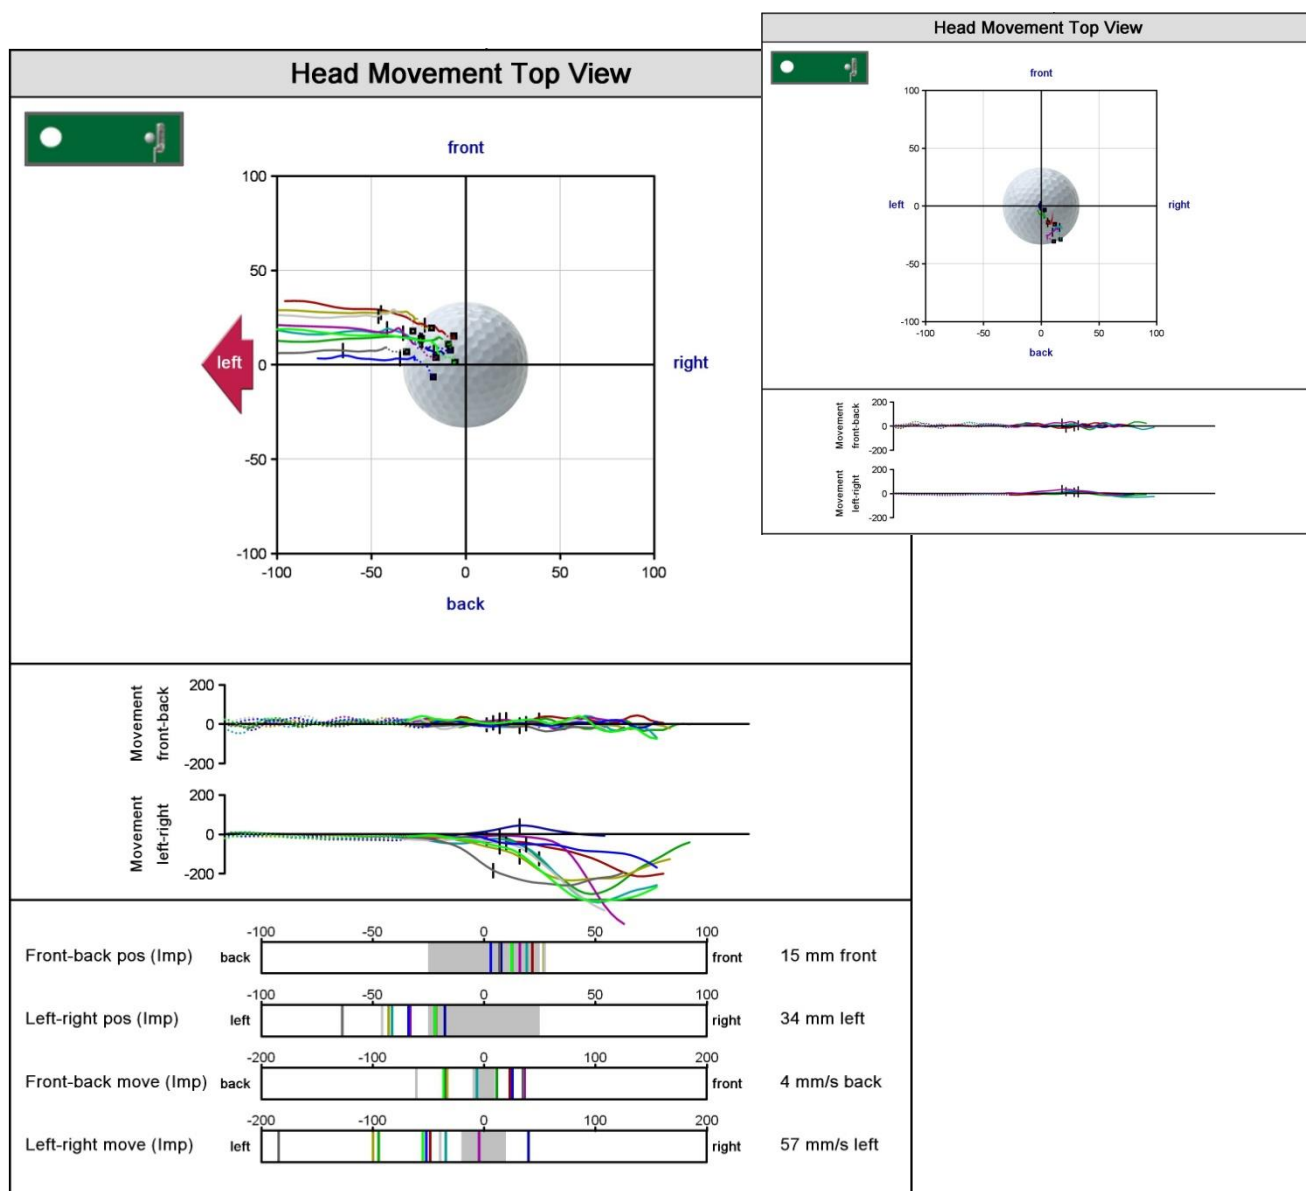 Head Movement Top View
front
100
50
0
-50
-100
left
right
-100 -50 0 50 100
back
Movement
front-back
200
0
-200
Movement
left-right
200
0
-200
-100 -50 0 50 100
Front-back pos (Imp) back front 15 mm front
-100 -50 0 50 100
Left-right pos (Imp) left right 34 mm left
-200 -100 0 100 200
Front-back move (Imp) back front 4 mm/s back
-200 -100 0 100 200
Left-right move (Imp) left right 57 mm/s left
Head Movement Top View
front
100
50
left 0 right
-50
-100
-100 -50 0 50 100
back
Movement
front-back
200
0
-200
Movement
left-right
200
0
-200